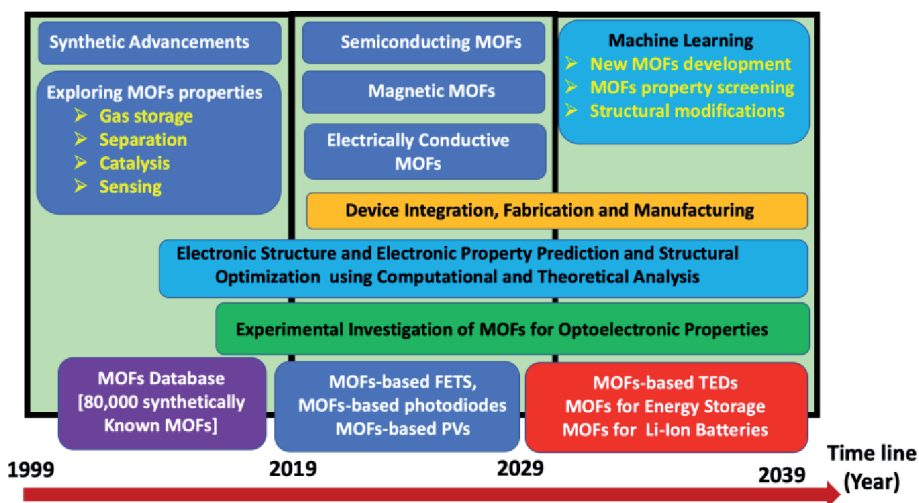 Synthetic Advancements
Exploring MOFs properties
➢ Gas storage
➢ Separation
➢ Catalysis
➢ Sensing
Semiconducting MOFs
Magnetic MOFs
Electrically Conductive
MOFs
Machine Learning
➢ New MOFs development
➢ MOFs property screening
➢ Structural modifications
Device Integration, Fabrication and Manufacturing
Electronic Structure and Electronic Property Prediction and Structural
Optimization using Computational and Theoretical Analysis
Experimental Investigation of MOFs for Optoelectronic Properties
MOFs Database
[80,000 synthetically
Known MOFs]
MOFs-based FETS,
MOFs-based photodiodes
MOFs-based PVs
MOFs-based TEDs
MOFs for Energy Storage
MOFs for Li-Ion Batteries
1999
2019
2029
2039
Time line
(Year)